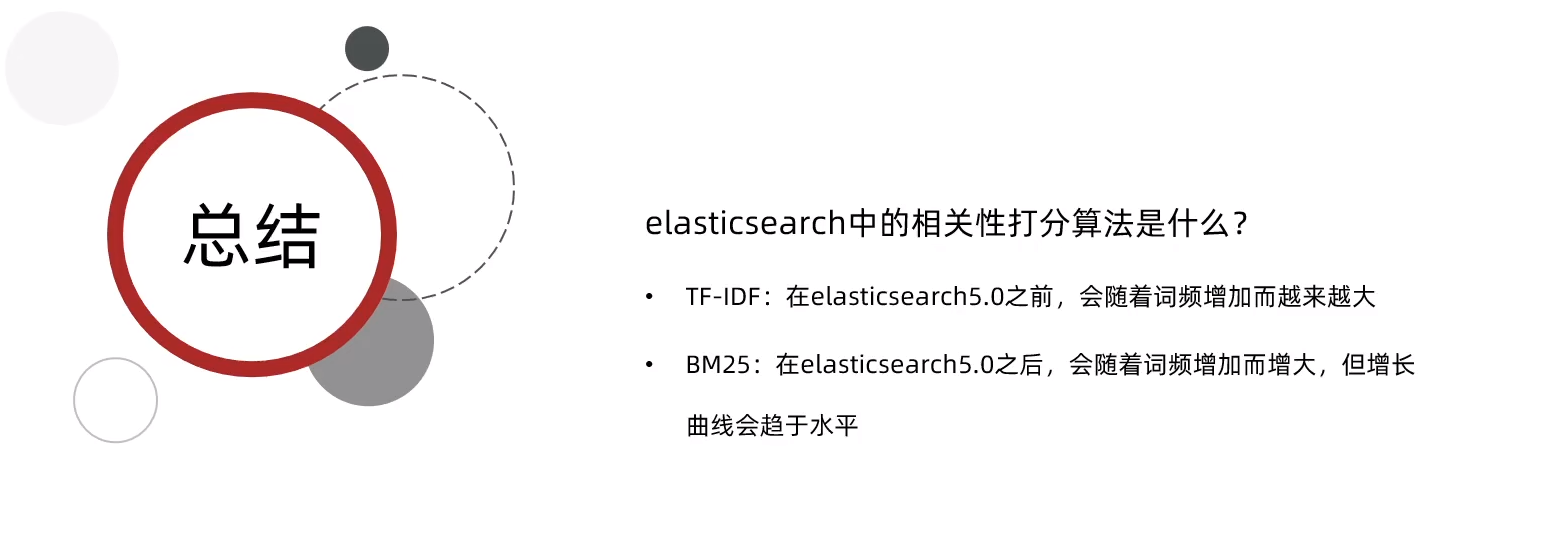 总结
elasticsearch中的相关性打分算法是什么？
• TF-IDF：在elasticsearch5.0之前，会随着词频增加而越来越大
• BM25：在elasticsearch5.0之后，会随着词频增加而增大，但增长
曲线会趋于水平